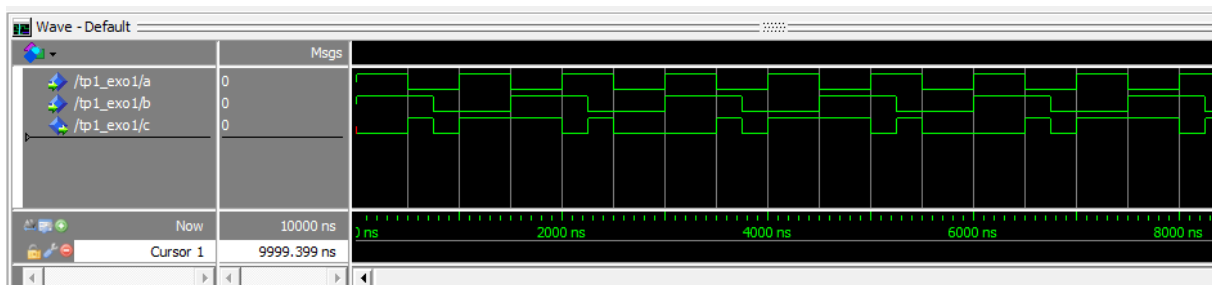 Wave - Default
Msgs
/tp1_exo1/a 0
/tp1_exo1/b 0
/tp1_exo1/c 0
Now 10000 ns
) ns 2000 ns 4000 ns 6000 ns 8000 ns
Cursor 1 9999.399 ns